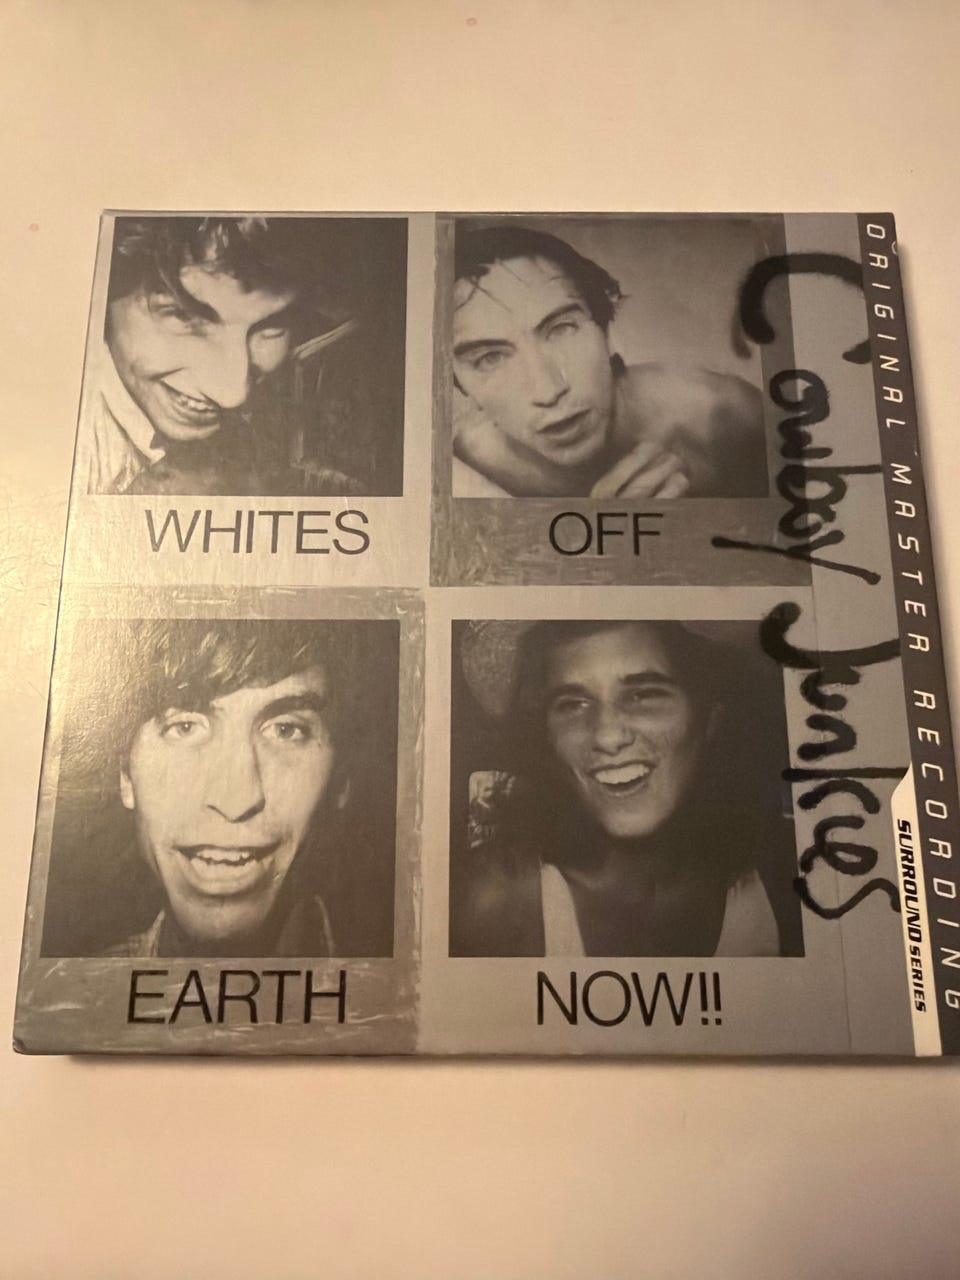 WHITES
OFF
EARTH
NOW!!
Cowboy Junkies
ORIGINAL MASTER RECORDING
SURROUND SERIES